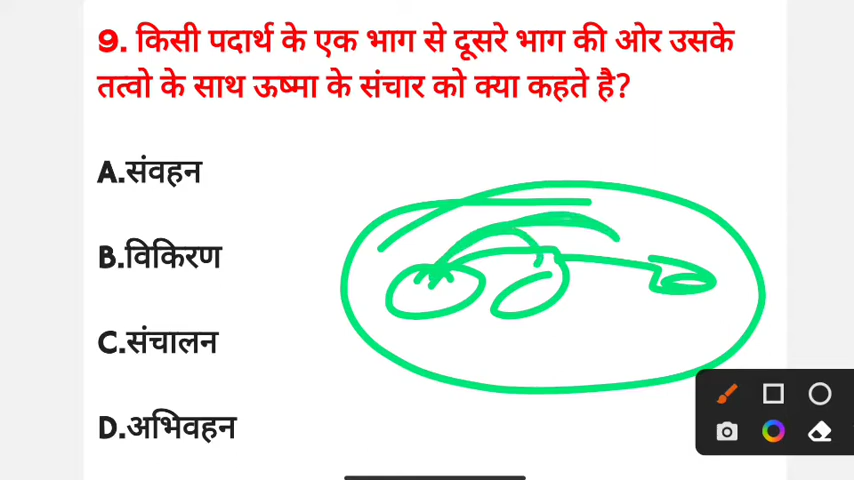 9. किसी पदार्थ के एक भाग से दूसरे भाग की ओर उसके
तत्वो के साथ ऊष्मा के संचार को क्या कहते है?
A.संवहन
B.विकिरण
C.संचालन
D.अभिवहन